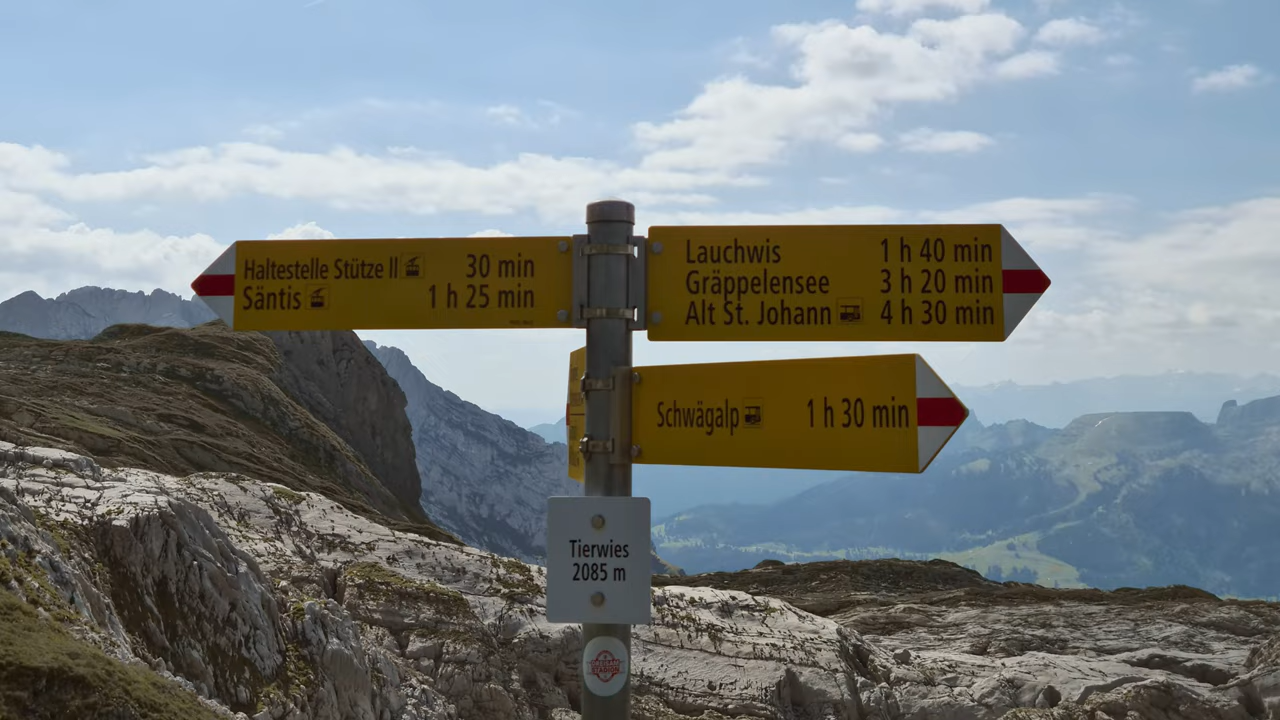 Haltestelle Stütze II 30 min
Säntis 1 h 25 min
Lauchwis 1 h 40 min
Gräppelensee 3 h 20 min
Alt St. Johann 4 h 30 min
Schwägalp 1 h 30 min
Tierwies
2085 m